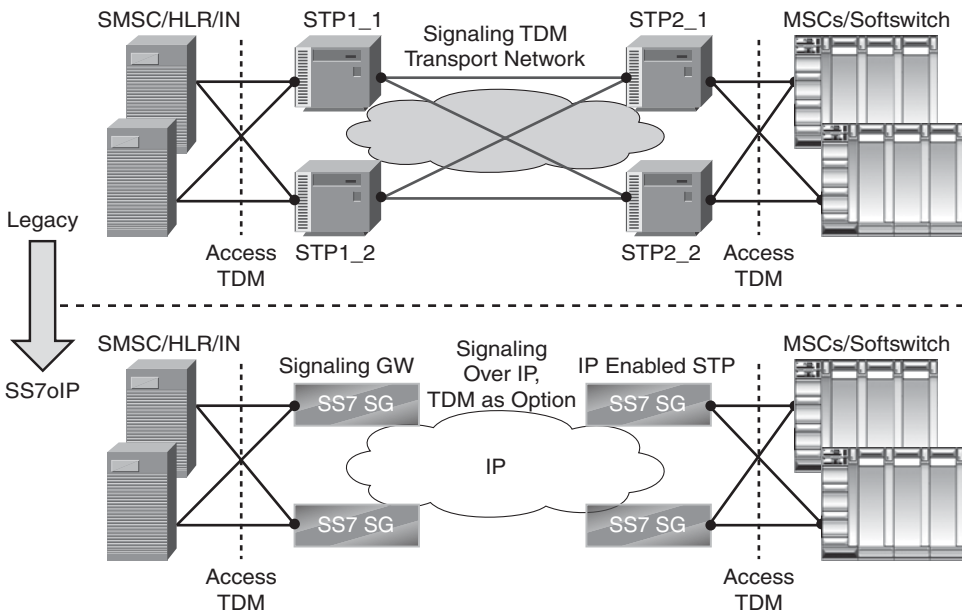 SMSC/HLR/IN
STP1_1
Signaling TDM
Transport Network
STP2_1
MSCs/Softswitch
Legacy
Access
TDM
STP1_2
STP2_2
Access
TDM
SS7oIP
SMSC/HLR/IN
Signaling GW
SS7 SG
Signaling
Over IP,
TDM as Option
IP Enabled STP
SS7 SG
MSCs/Softswitch
IP
SS7 SG
SS7 SG
Access
TDM
Access
TDM